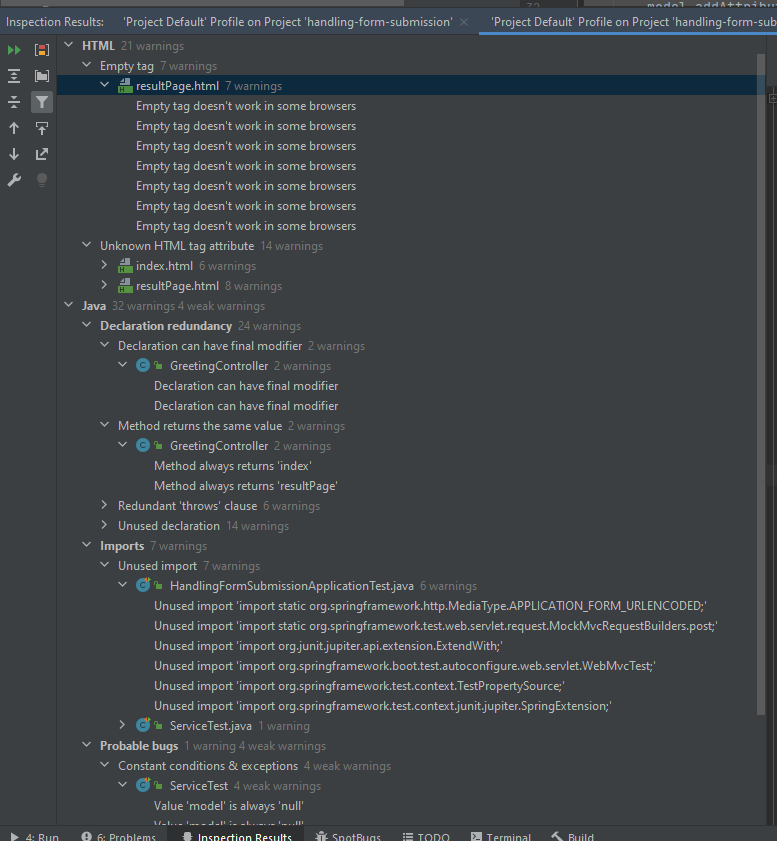 32 model.addAttribu
Inspection Results: 'Project Default' Profile on Project 'handling-form-submission' 'Project Default' Profile on Project 'handling-form-sub
HTML 21 warnings
Empty tag 7 warnings
resultPage.html 7 warnings
Empty tag doesn't work in some browsers
Empty tag doesn't work in some browsers
Empty tag doesn't work in some browsers
Empty tag doesn't work in some browsers
Empty tag doesn't work in some browsers
Empty tag doesn't work in some browsers
Empty tag doesn't work in some browsers
Unknown HTML tag attribute 14 warnings
index.html 6 warnings
resultPage.html 8 warnings
Java 32 warnings 4 weak warnings
Declaration redundancy 24 warnings
Declaration can have final modifier 2 warnings
GreetingController 2 warnings
Declaration can have final modifier
Declaration can have final modifier
Method returns the same value 2 warnings
GreetingController 2 warnings
Method always returns 'index'
Method always returns 'resultPage'
Redundant 'throws' clause 6 warnings
Unused declaration 14 warnings
Imports 7 warnings
Unused import 7 warnings
HandlingFormSubmissionApplicationTest.java 6 warnings
Unused import 'import static org.springframework.http.MediaType.APPLICATION_FORM_URLENCODED;'
Unused import 'import static org.springframework.test.web.servlet.request.MockMvcRequestBuilders.post;'
Unused import 'import org.junit.jupiter.api.extension.ExtendWith;'
Unused import 'import org.springframework.boot.test.autoconfigure.web.servlet.WebMvcTest;'
Unused import 'import org.springframework.test.context.TestPropertySource;'
Unused import 'import org.springframework.test.context.junit.jupiter.SpringExtension;'
ServiceTest.java 1 warning
Probable bugs 1 warning 4 weak warnings
Constant conditions & exceptions 4 weak warnings
ServiceTest 4 weak warnings
Value 'model' is always 'null'
Value 'model' is always 'null'
4: Run 6: Problems Inspection Results SpotBugs TODO Terminal Build